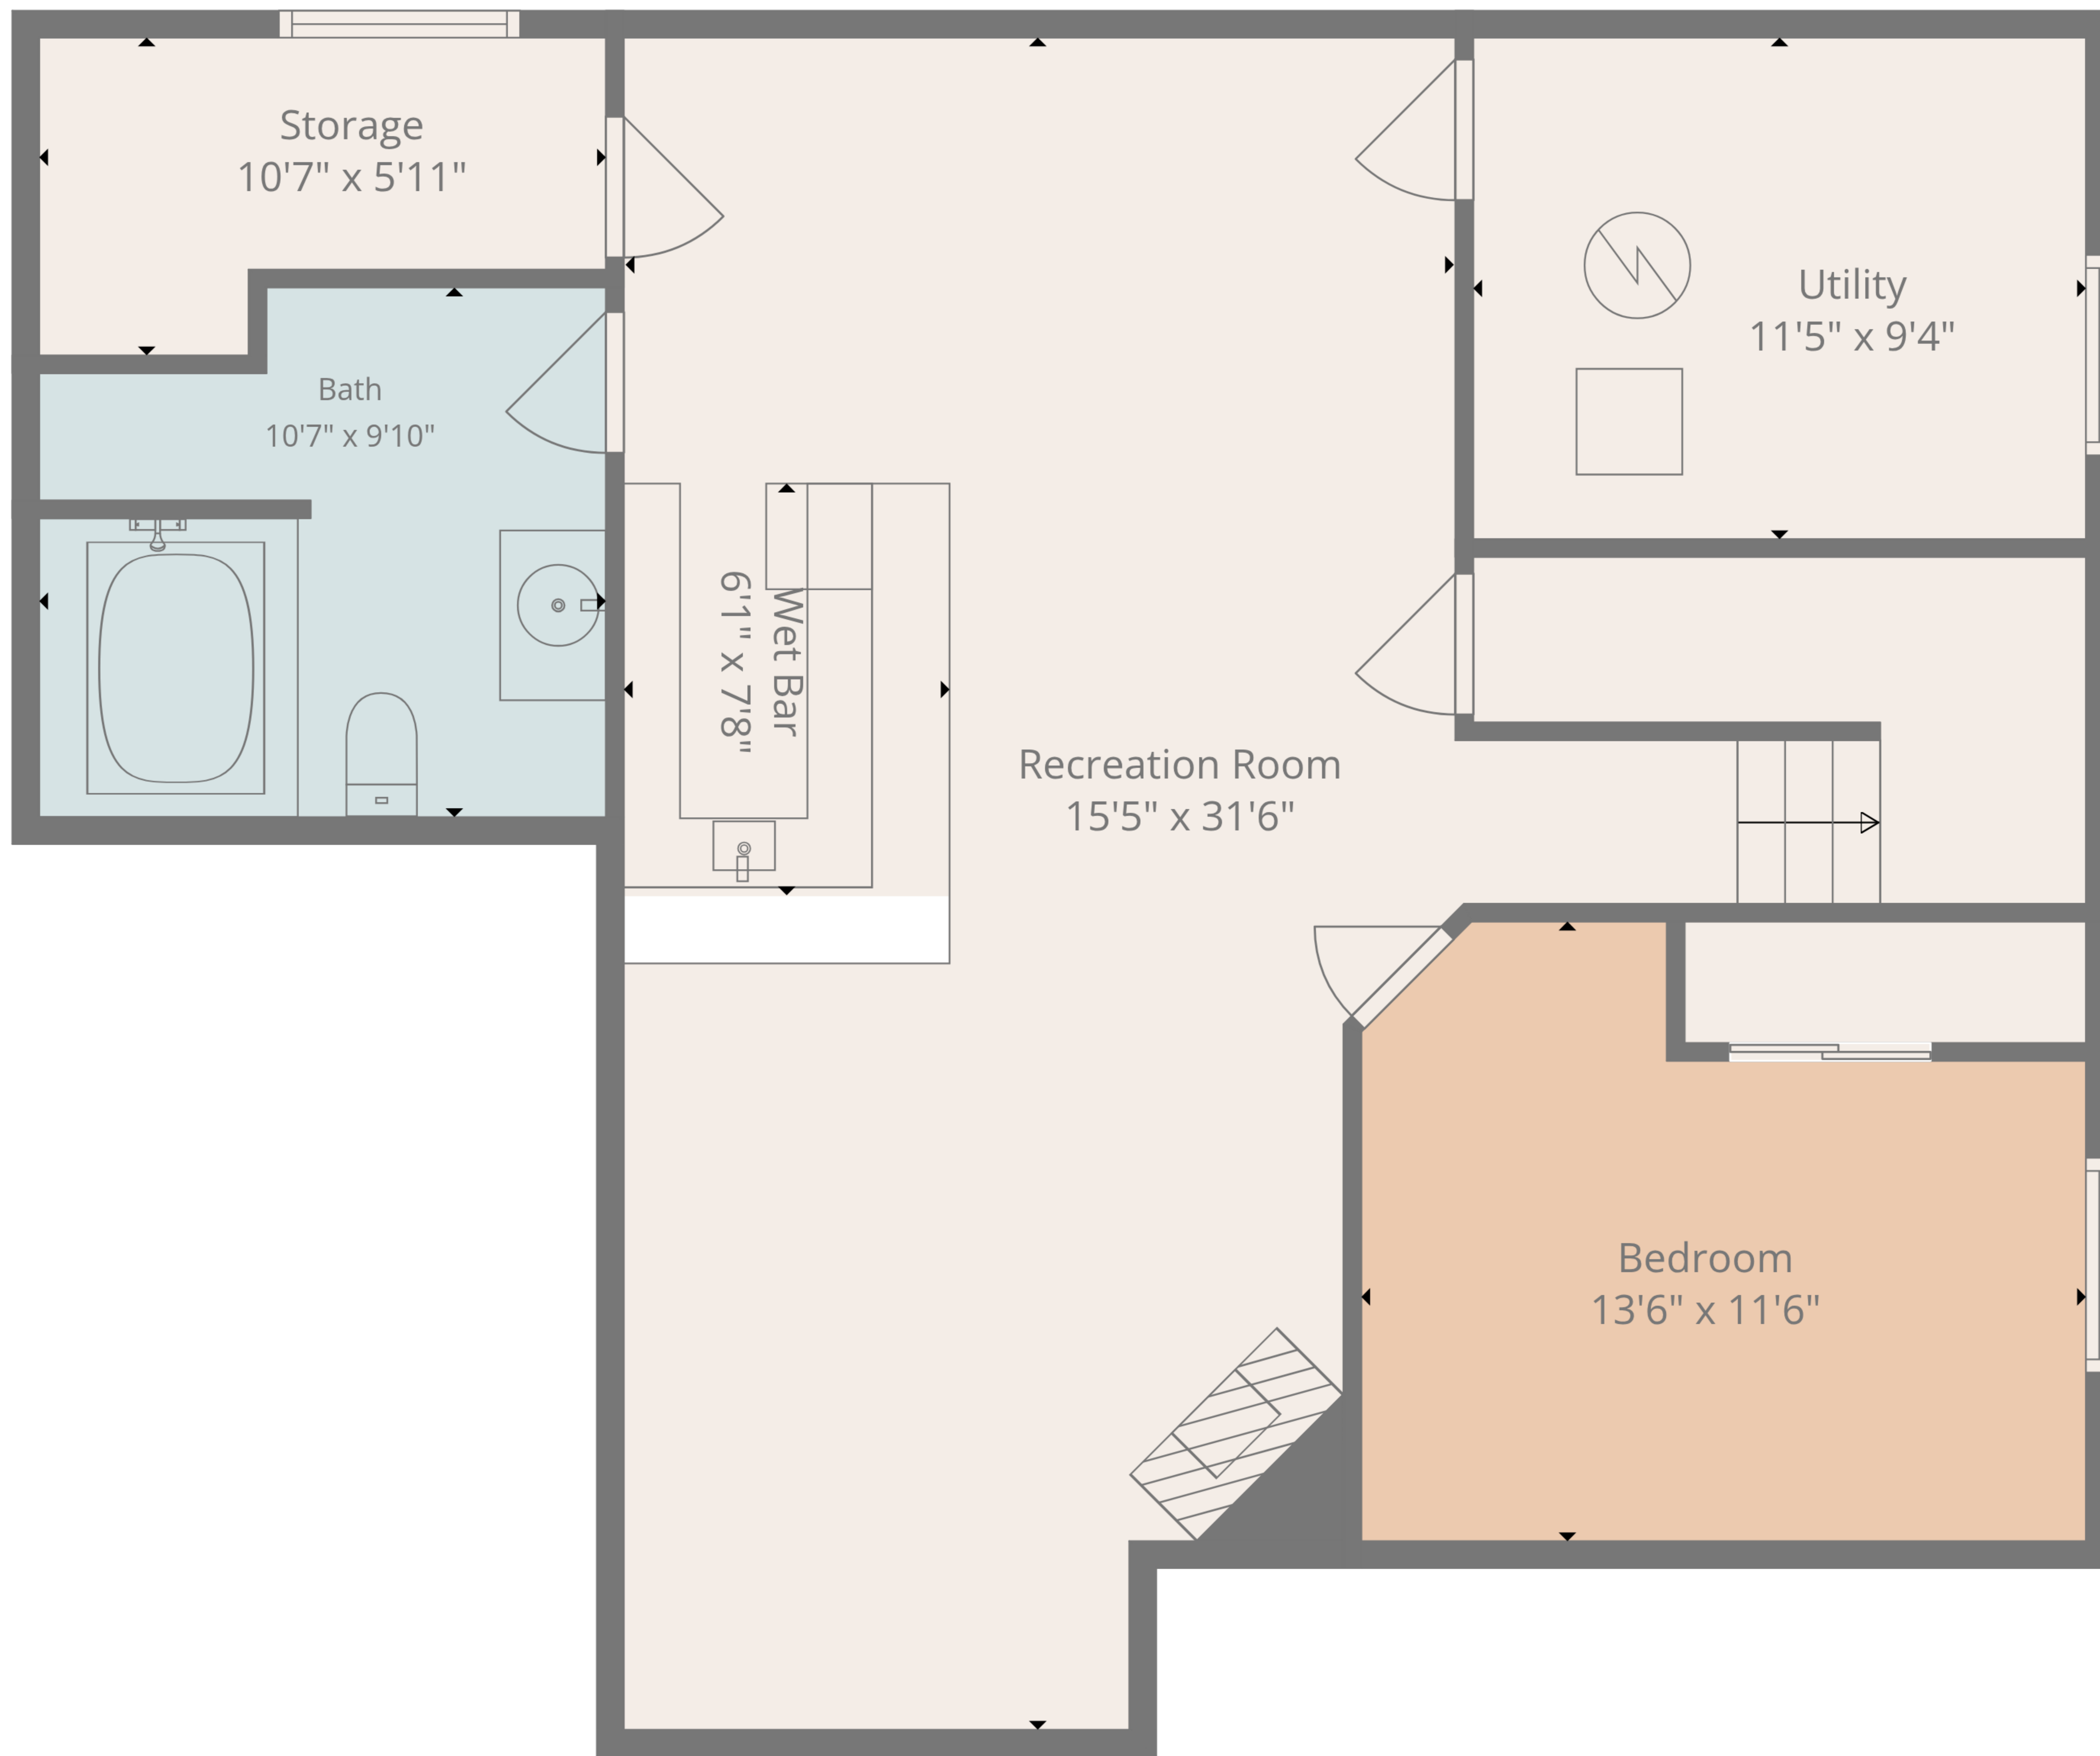 Storage
10'7" x 5'11"
Utility
11'5" x 9'4"
Bath
10'7" x 9'10"
Wet Bar
6'1" x 7'8"
Recreation Room
15'5" x 31'6"
Bedroom
13'6" x 11'6"